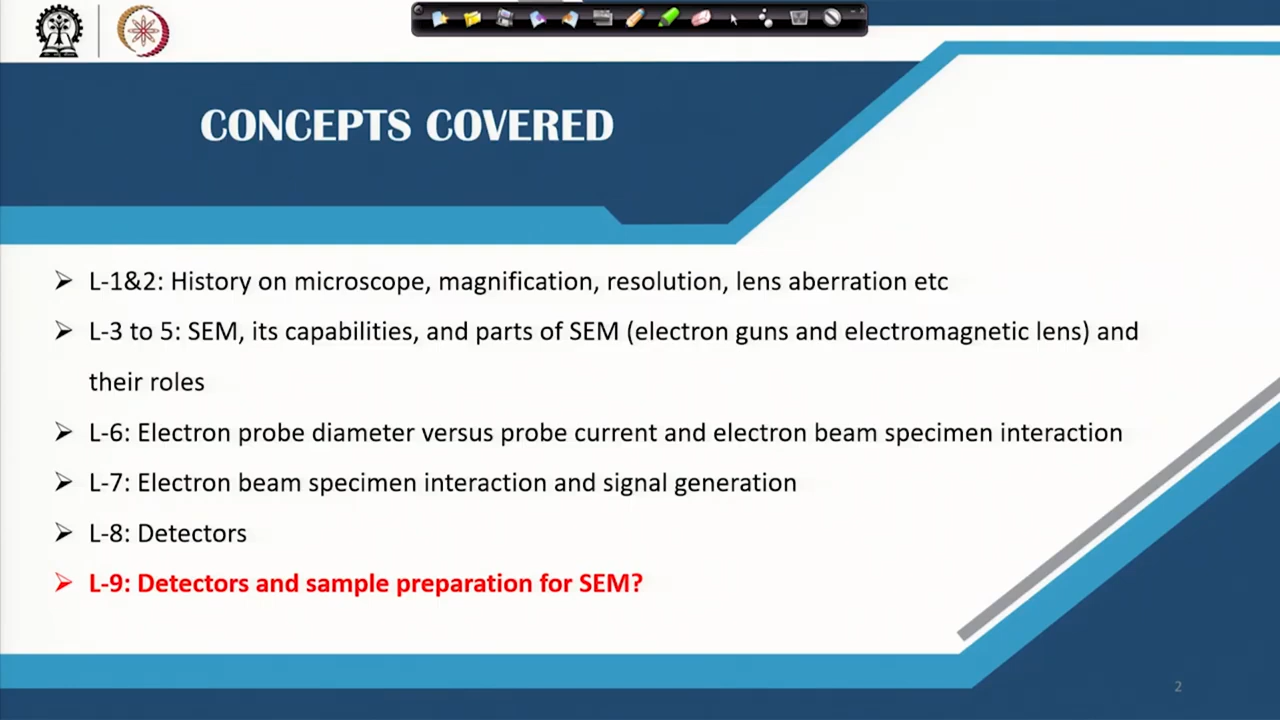 CONCEPTS COVERED
➢ L-1&2: History on microscope, magnification, resolution, lens aberration etc
➢ L-3 to 5: SEM, its capabilities, and parts of SEM (electron guns and electromagnetic lens) and
their roles
➢ L-6: Electron probe diameter versus probe current and electron beam specimen interaction
➢ L-7: Electron beam specimen interaction and signal generation
➢ L-8: Detectors
➢ L-9: Detectors and sample preparation for SEM?
2